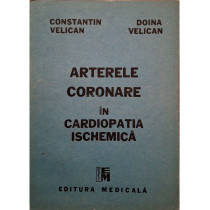 CONSTANTIN VELICAN
DOINA VELICAN
ARTERELE
CORONARE
ÎN
CARDIOPATIA
ISCHEMICĂ
EDITURA MEDICALĂ